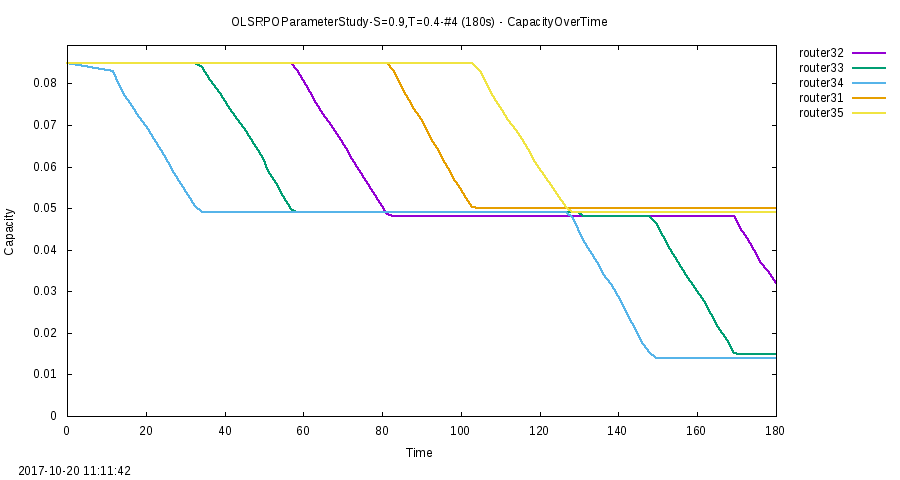 OLSRPOParameterStudy-S=0.9,T=0.4-#4 (180s) - CapacityOverTime
router32
router33
router34
router31
router35
0.08
0.07
0.06
0.05
0.04
0.03
0.02
0.01
0
Capacity
0 20 40 60 80 100 120 140 160 180
Time
2017-10-20 11:11:42